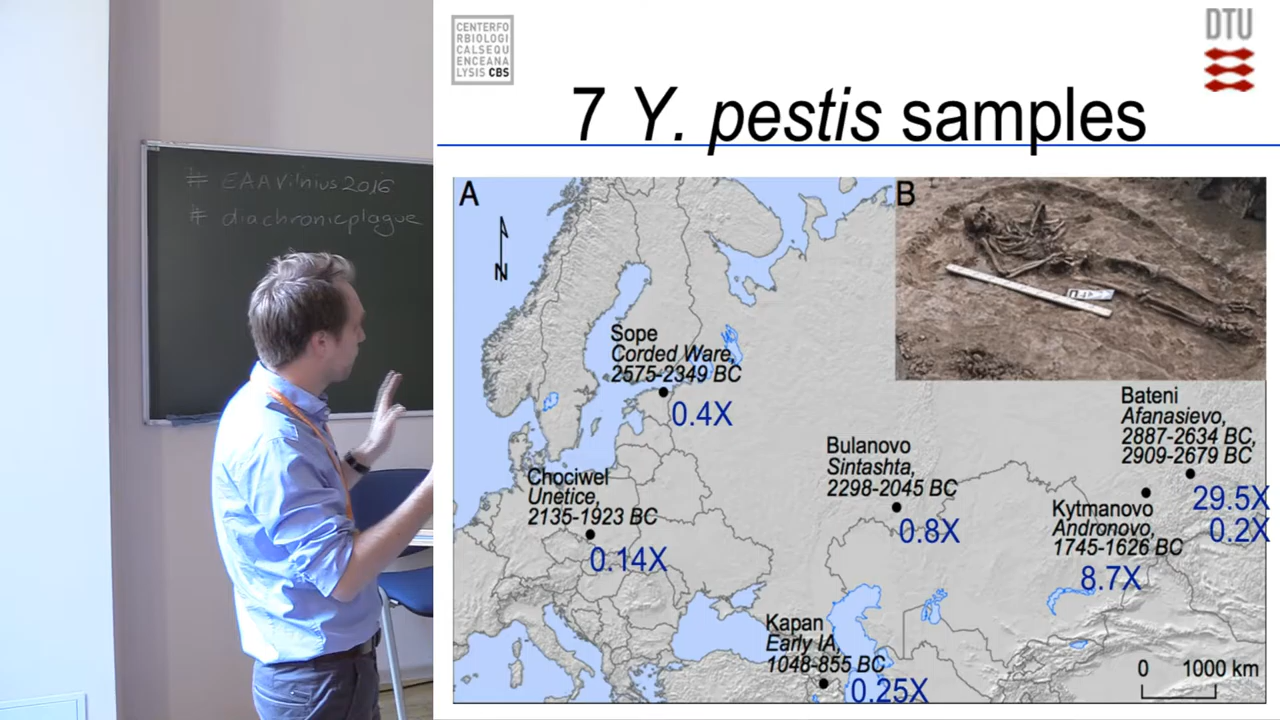 CENTERFO
RBIOLOGI
CALSEQU
ENCEANA
LYSIS CBS
DTU
7 Y. pestis samples
# EAAVilnius2016
# diachronicplague
A
B
N
Sope
Corded Ware,
2575-2349 BC
0.4X
Chociwel
Unetice,
2135-1923 BC
0.14X
Bulanovo
Sintashta,
2298-2045 BC
0.8X
Bateni
Afanasievo,
2887-2634 BC,
2909-2679 BC
29.5X
0.2X
Kytmanovo
Andronovo,
1745-1626 BC
8.7X
Kapan
Early IA,
1048-855 BC
0.25X
0 1000 km